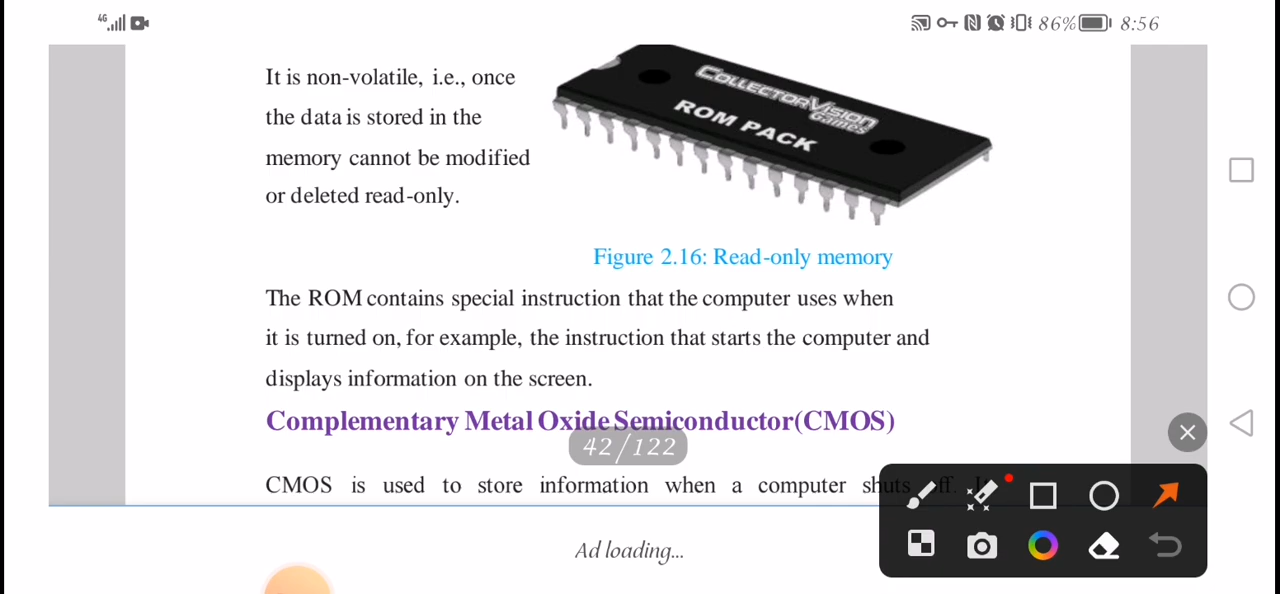 4G 86% 8:56
It is non-volatile, i.e., once
the data is stored in the
memory cannot be modified
or deleted read-only.
COLLECTORVISION
Games
ROM PACK
Figure 2.16: Read-only memory
The ROM contains special instruction that the computer uses when
it is turned on, for example, the instruction that starts the computer and
displays information on the screen.
Complementary Metal Oxide Semiconductor(CMOS)
42/122
CMOS is used to store information when a computer shuts off.
Ad loading...